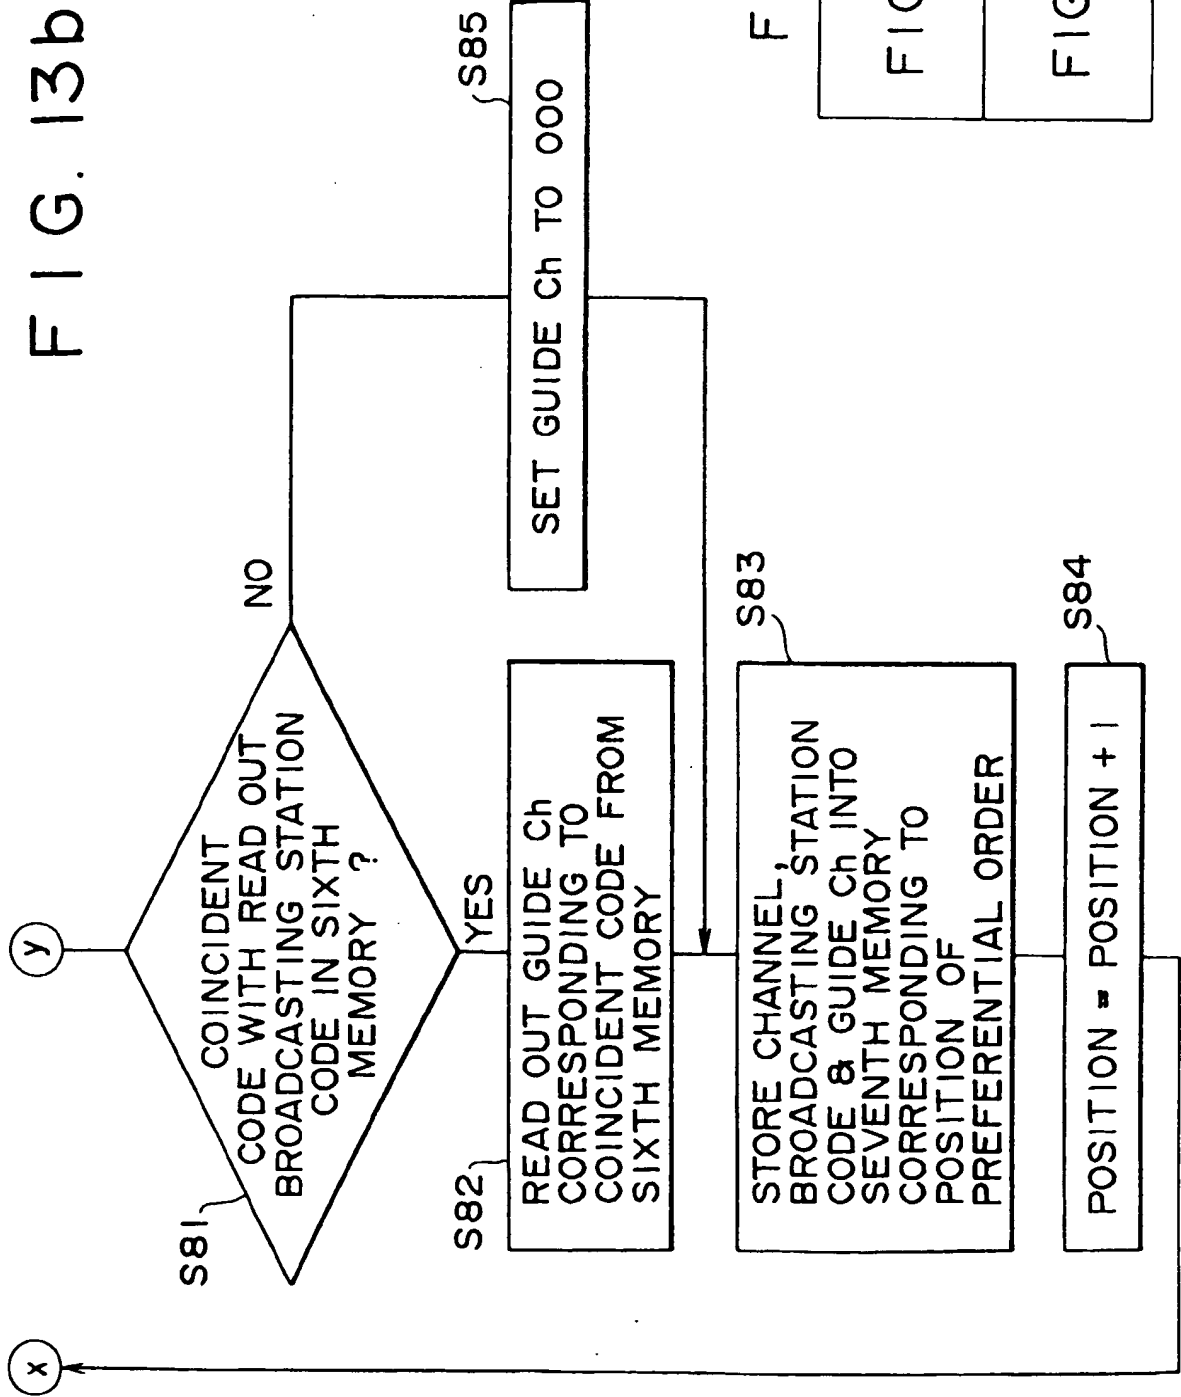 FIG. 13b
y
x
S81
COINCIDENT
CODE WITH READ OUT
BROADCASTING STATION
CODE IN SIXTH
MEMORY ?
NO
YES
S82
READ OUT GUIDE Ch
CORRESPONDING TO
COINCIDENT CODE FROM
SIXTH MEMORY
S85
SET GUIDE Ch TO 000
S83
STORE CHANNEL,
BROADCASTING STATION
CODE & GUIDE Ch INTO
SEVENTH MEMORY
CORRESPONDING TO
POSITION OF
PREFERENTIAL ORDER
S84
POSITION = POSITION + 1
F
FIG
FIG